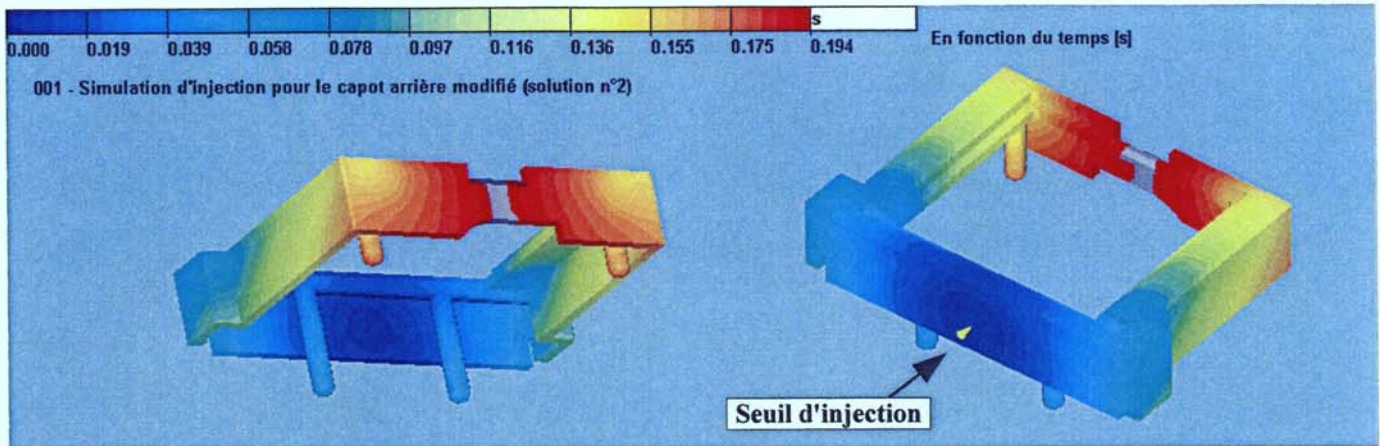 s
0.000 0.019 0.039 0.058 0.078 0.097 0.116 0.136 0.155 0.175 0.194
En fonction du temps [s]
001 - Simulation d'injection pour le capot arrière modifié (solution n°2)
Seuil d'injection